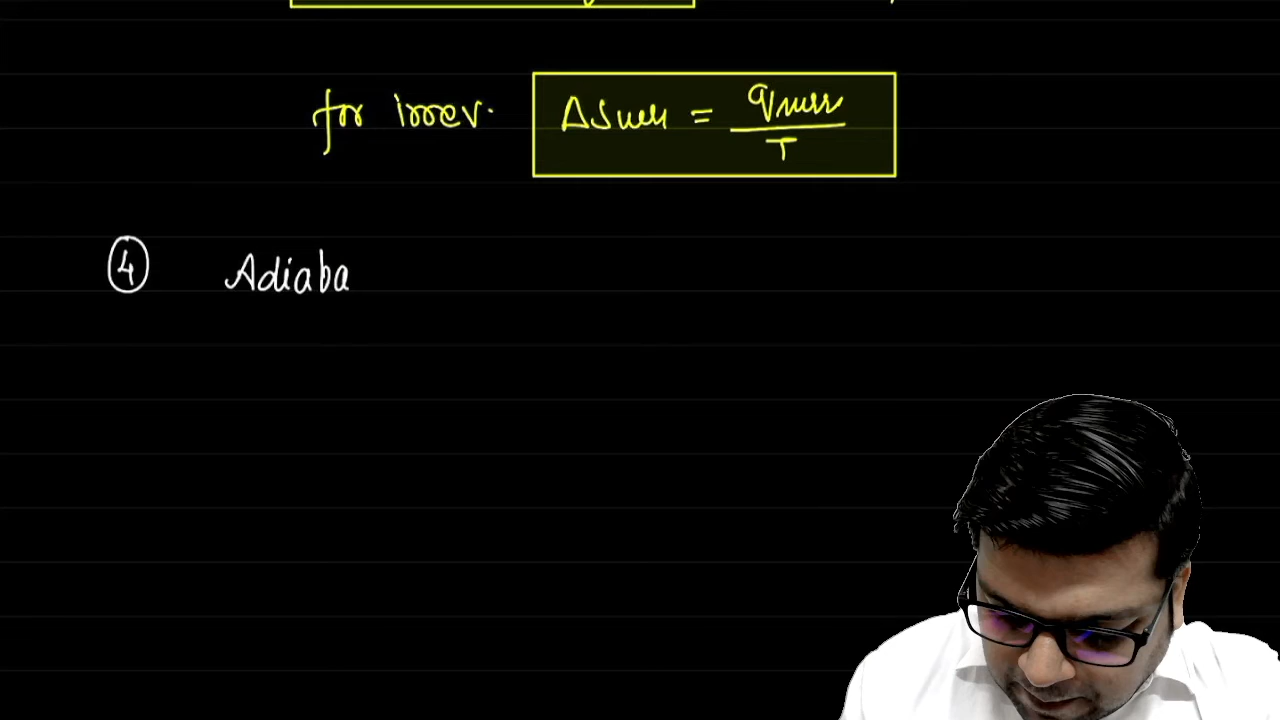 for irrev. ΔSsurr = qsurr / T
④ Adiaba